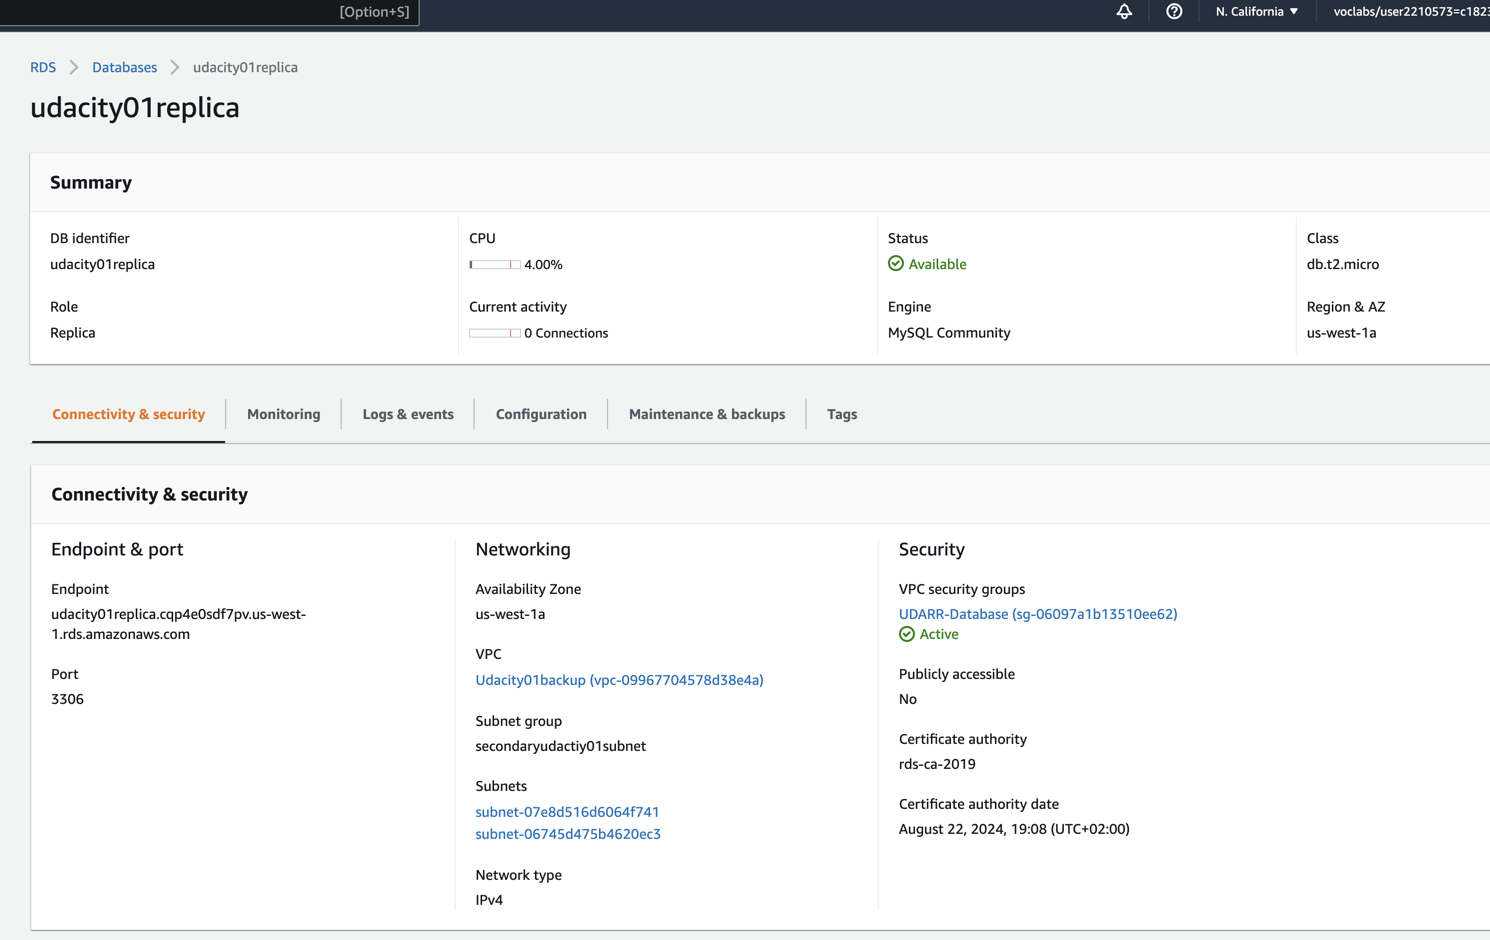 [Option+S]
N. California ▼
voclabs/user2210573=c1823
RDS > Databases > udacity01replica
udacity01replica
Summary
DB identifier
udacity01replica
CPU
4.00%
Status
Available
Class
db.t2.micro
Role
Replica
Current activity
0 Connections
Engine
MySQL Community
Region & AZ
us-west-1a
Connectivity & security
Monitoring
Logs & events
Configuration
Maintenance & backups
Tags
Connectivity & security
Endpoint & port
Endpoint
udacity01replica.cqp4e0sdf7pv.us-west-
1.rds.amazonaws.com
Port
3306
Networking
Availability Zone
us-west-1a
VPC
Udacity01backup (vpc-09967704578d38e4a)
Subnet group
secondaryudactiy01subnet
Subnets
subnet-07e8d516d6064f741
subnet-06745d475b4620ec3
Network type
IPv4
Security
VPC security groups
UDARR-Database (sg-06097a1b13510ee62)
Active
Publicly accessible
No
Certificate authority
rds-ca-2019
Certificate authority date
August 22, 2024, 19:08 (UTC+02:00)